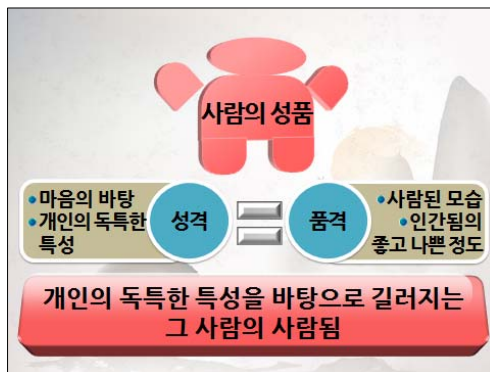 사람의 성품
•마음의 바탕
•개인의 독특한
특성
성격
품격
•사람된 모습
•인간됨의
좋고 나쁜 정도
개인의 독특한 특성을 바탕으로 길러지는
그 사람의 사람됨